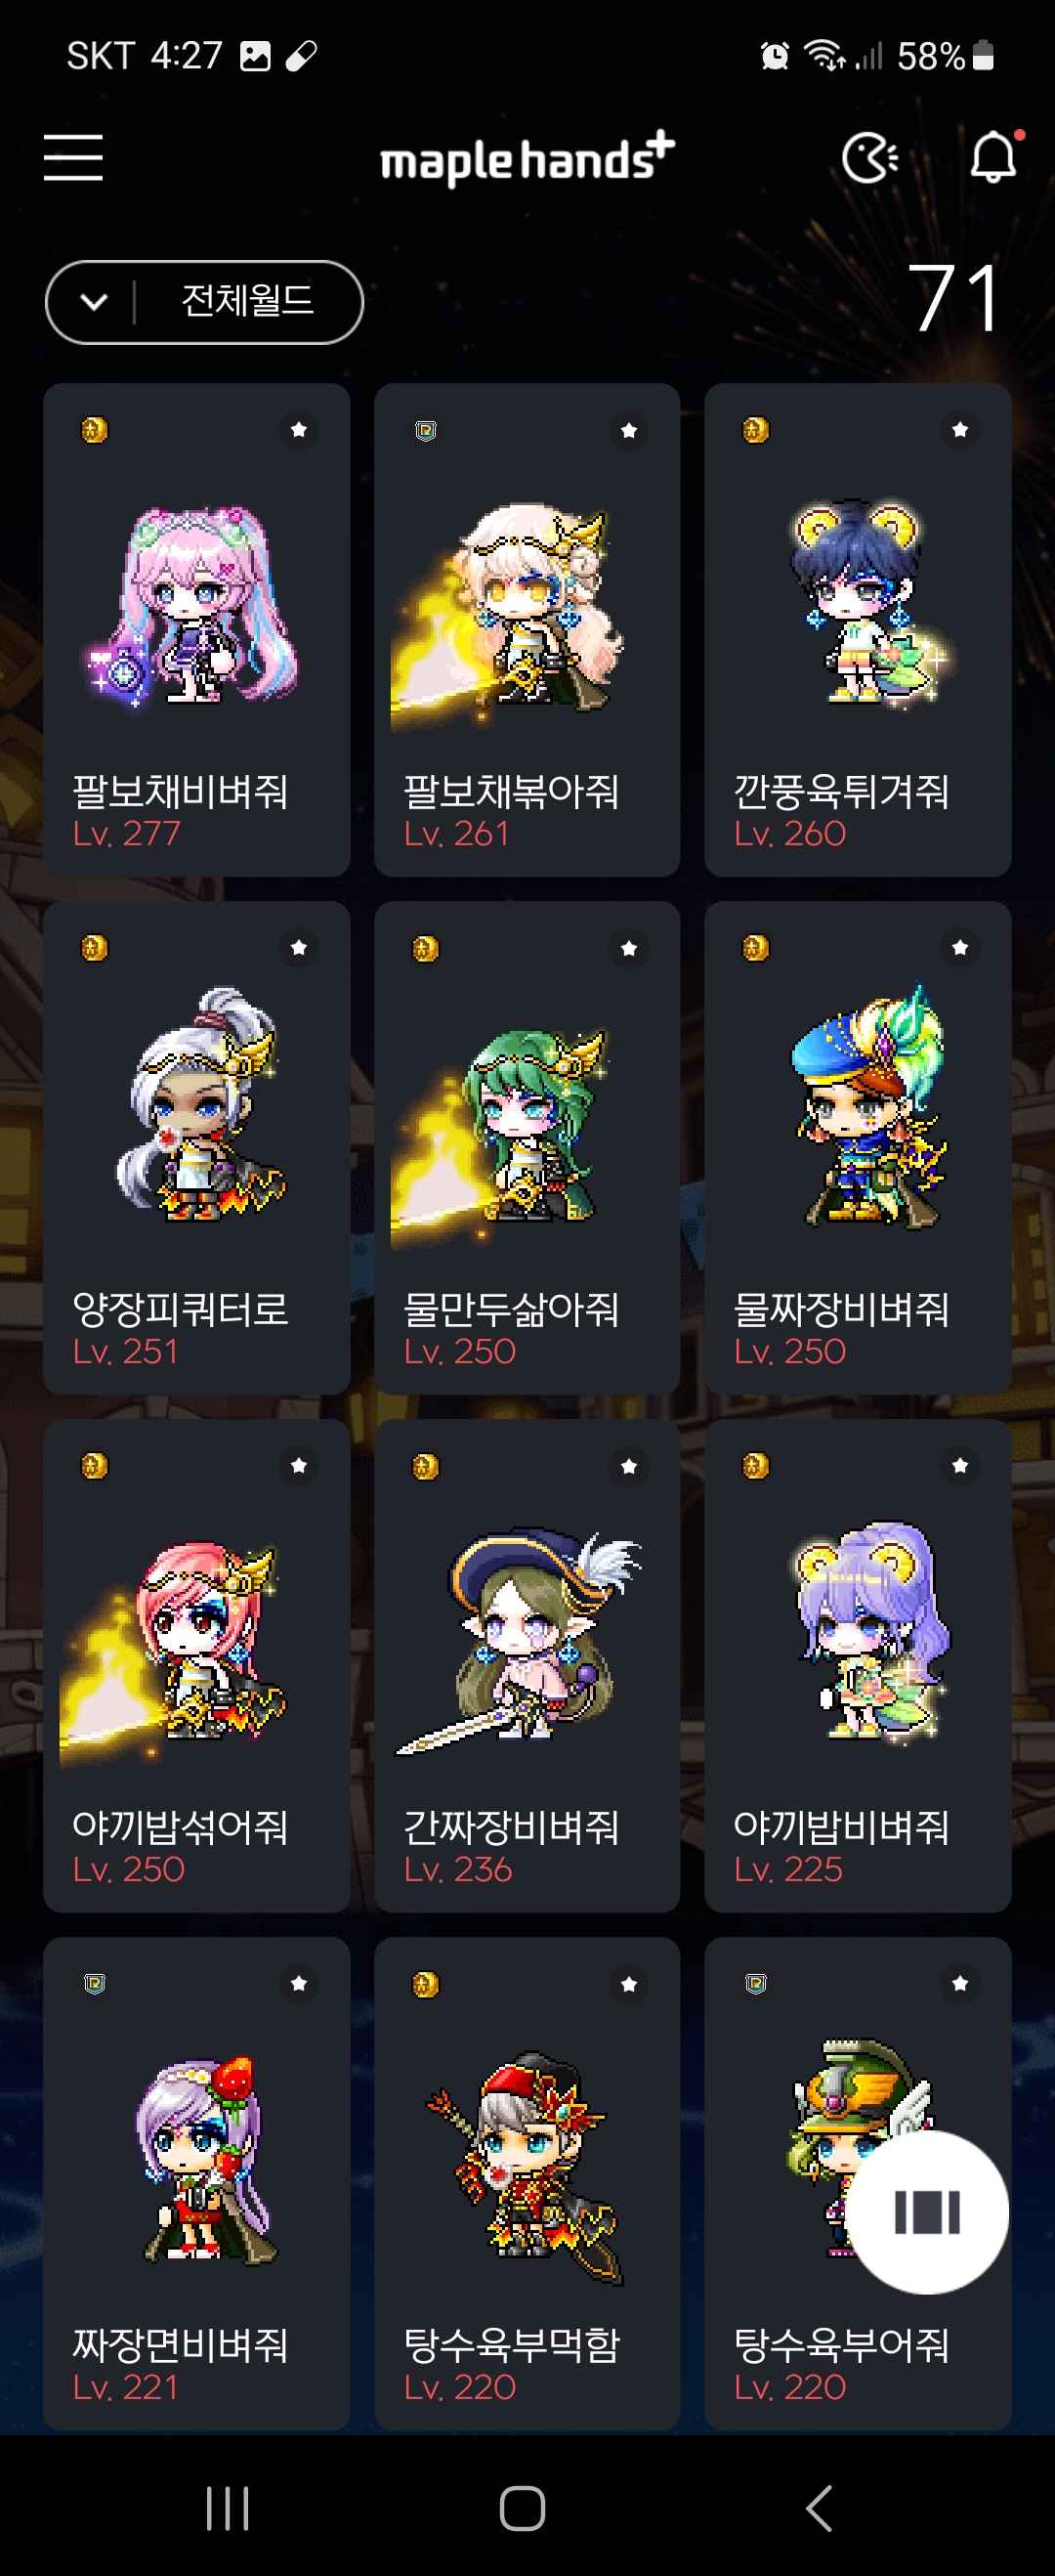 SKT 4:27 58%
maple hands+
전체월드 71
팔보채비벼줘 팔보채볶아줘 깐풍육튀겨줘
Lv. 277 Lv. 261 Lv. 260
양장피쿼터로 물만두삶아줘 물짜장비벼줘
Lv. 251 Lv. 250 Lv. 250
야끼밥섞어줘 간짜장비벼줘 야끼밥비벼줘
Lv. 250 Lv. 236 Lv. 225
짜장면비벼줘 탕수육부먹함 탕수육부어줘
Lv. 221 Lv. 220 Lv. 220